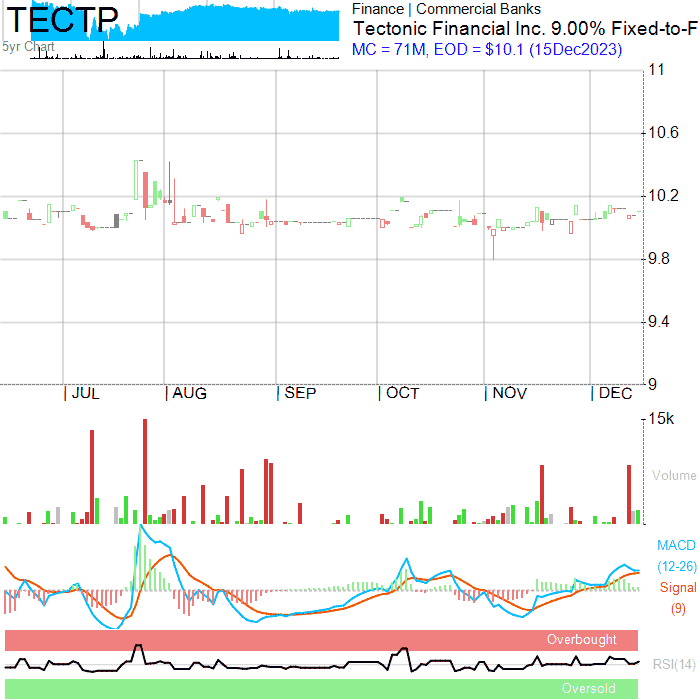 TECTP
5yr Chart
Finance | Commercial Banks
Tectonic Financial Inc. 9.00% Fixed-to-F
MC = 71M, EOD = $10.1 (15Dec2023)
11
10.6
10.2
9.8
9.4
9
JUL AUG SEP OCT NOV DEC
15k
Volume
MACD
(12-26)
Signal
(9)
Overbought
RSI(14)
Oversold